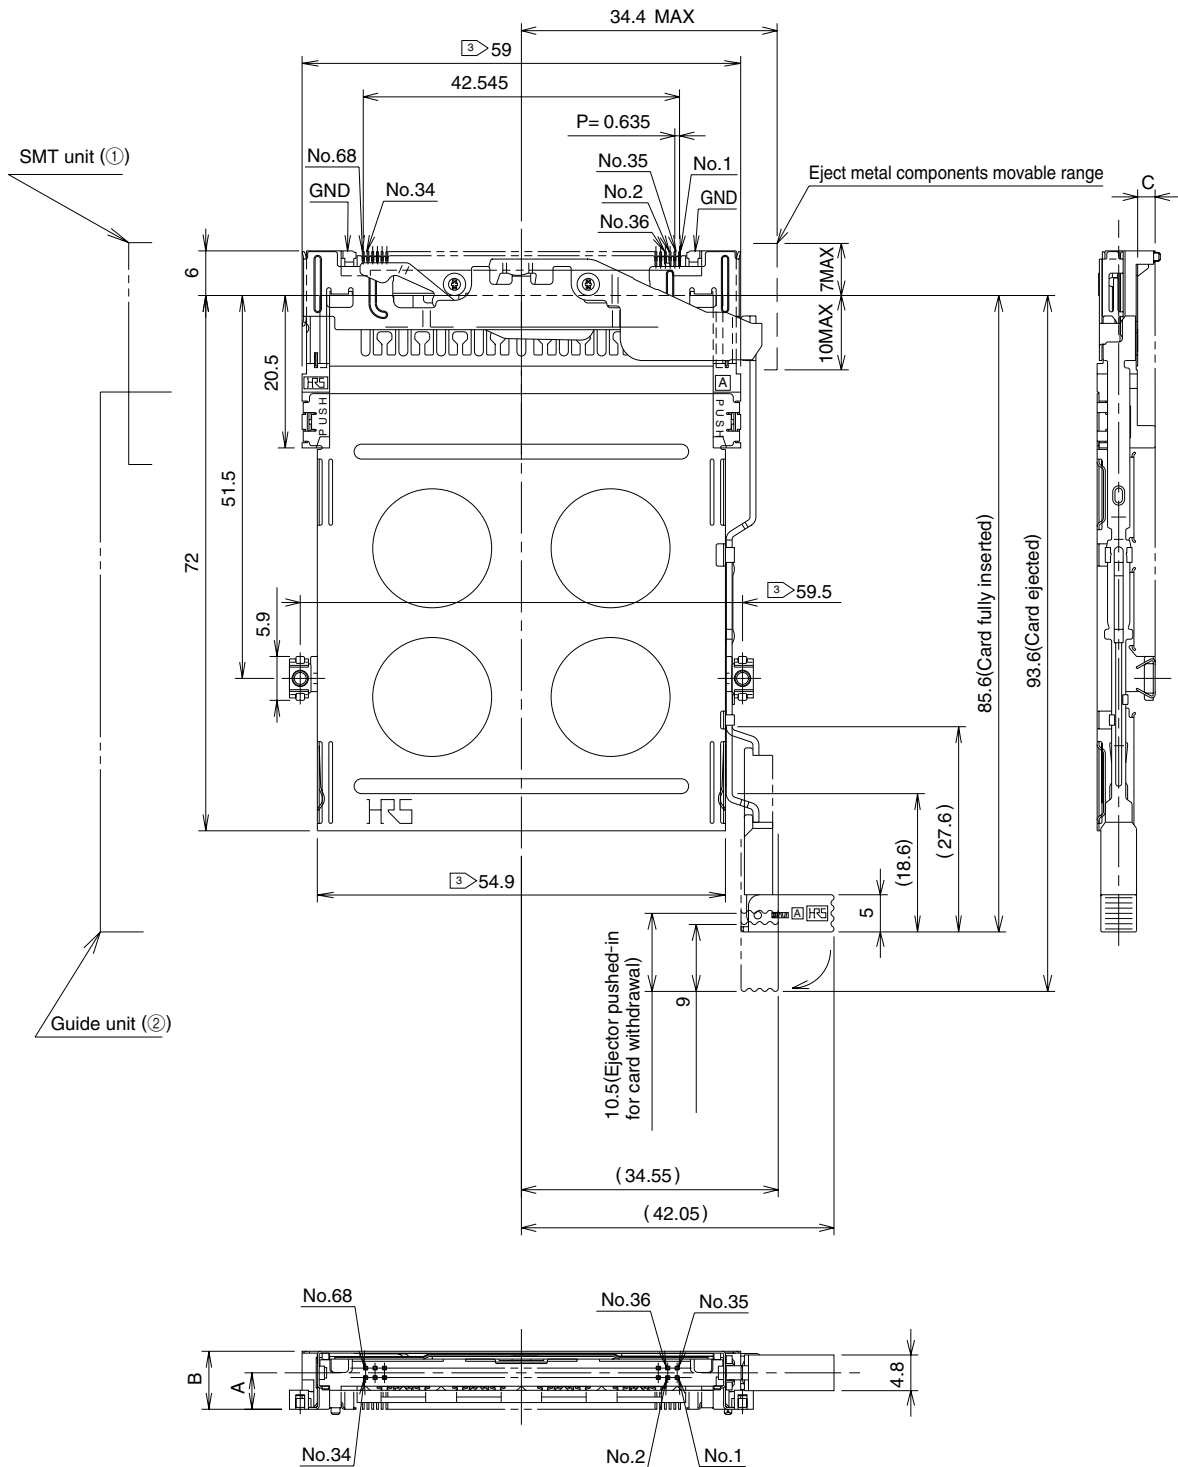 34.4 MAX
3 59
42.545
P= 0.635
SMT unit (①)
No.68
No.35
No.1
Eject metal components movable range
C
GND
No.34
No.2
GND
No.36
6
7MAX
10MAX
20.5
HRS
A
PUSH
PUSH
51.5
72
85.6(Card fully inserted)
93.6(Card ejected)
3 59.5
5.9
HRS
(27.6)
(18.6)
3 54.9
5
A HRS
10.5(Ejector pushed-in
for card withdrawal)
9
Guide unit (②)
(34.55)
(42.05)
No.68
No.36
No.35
B
A
4.8
No.34
No.2
No.1